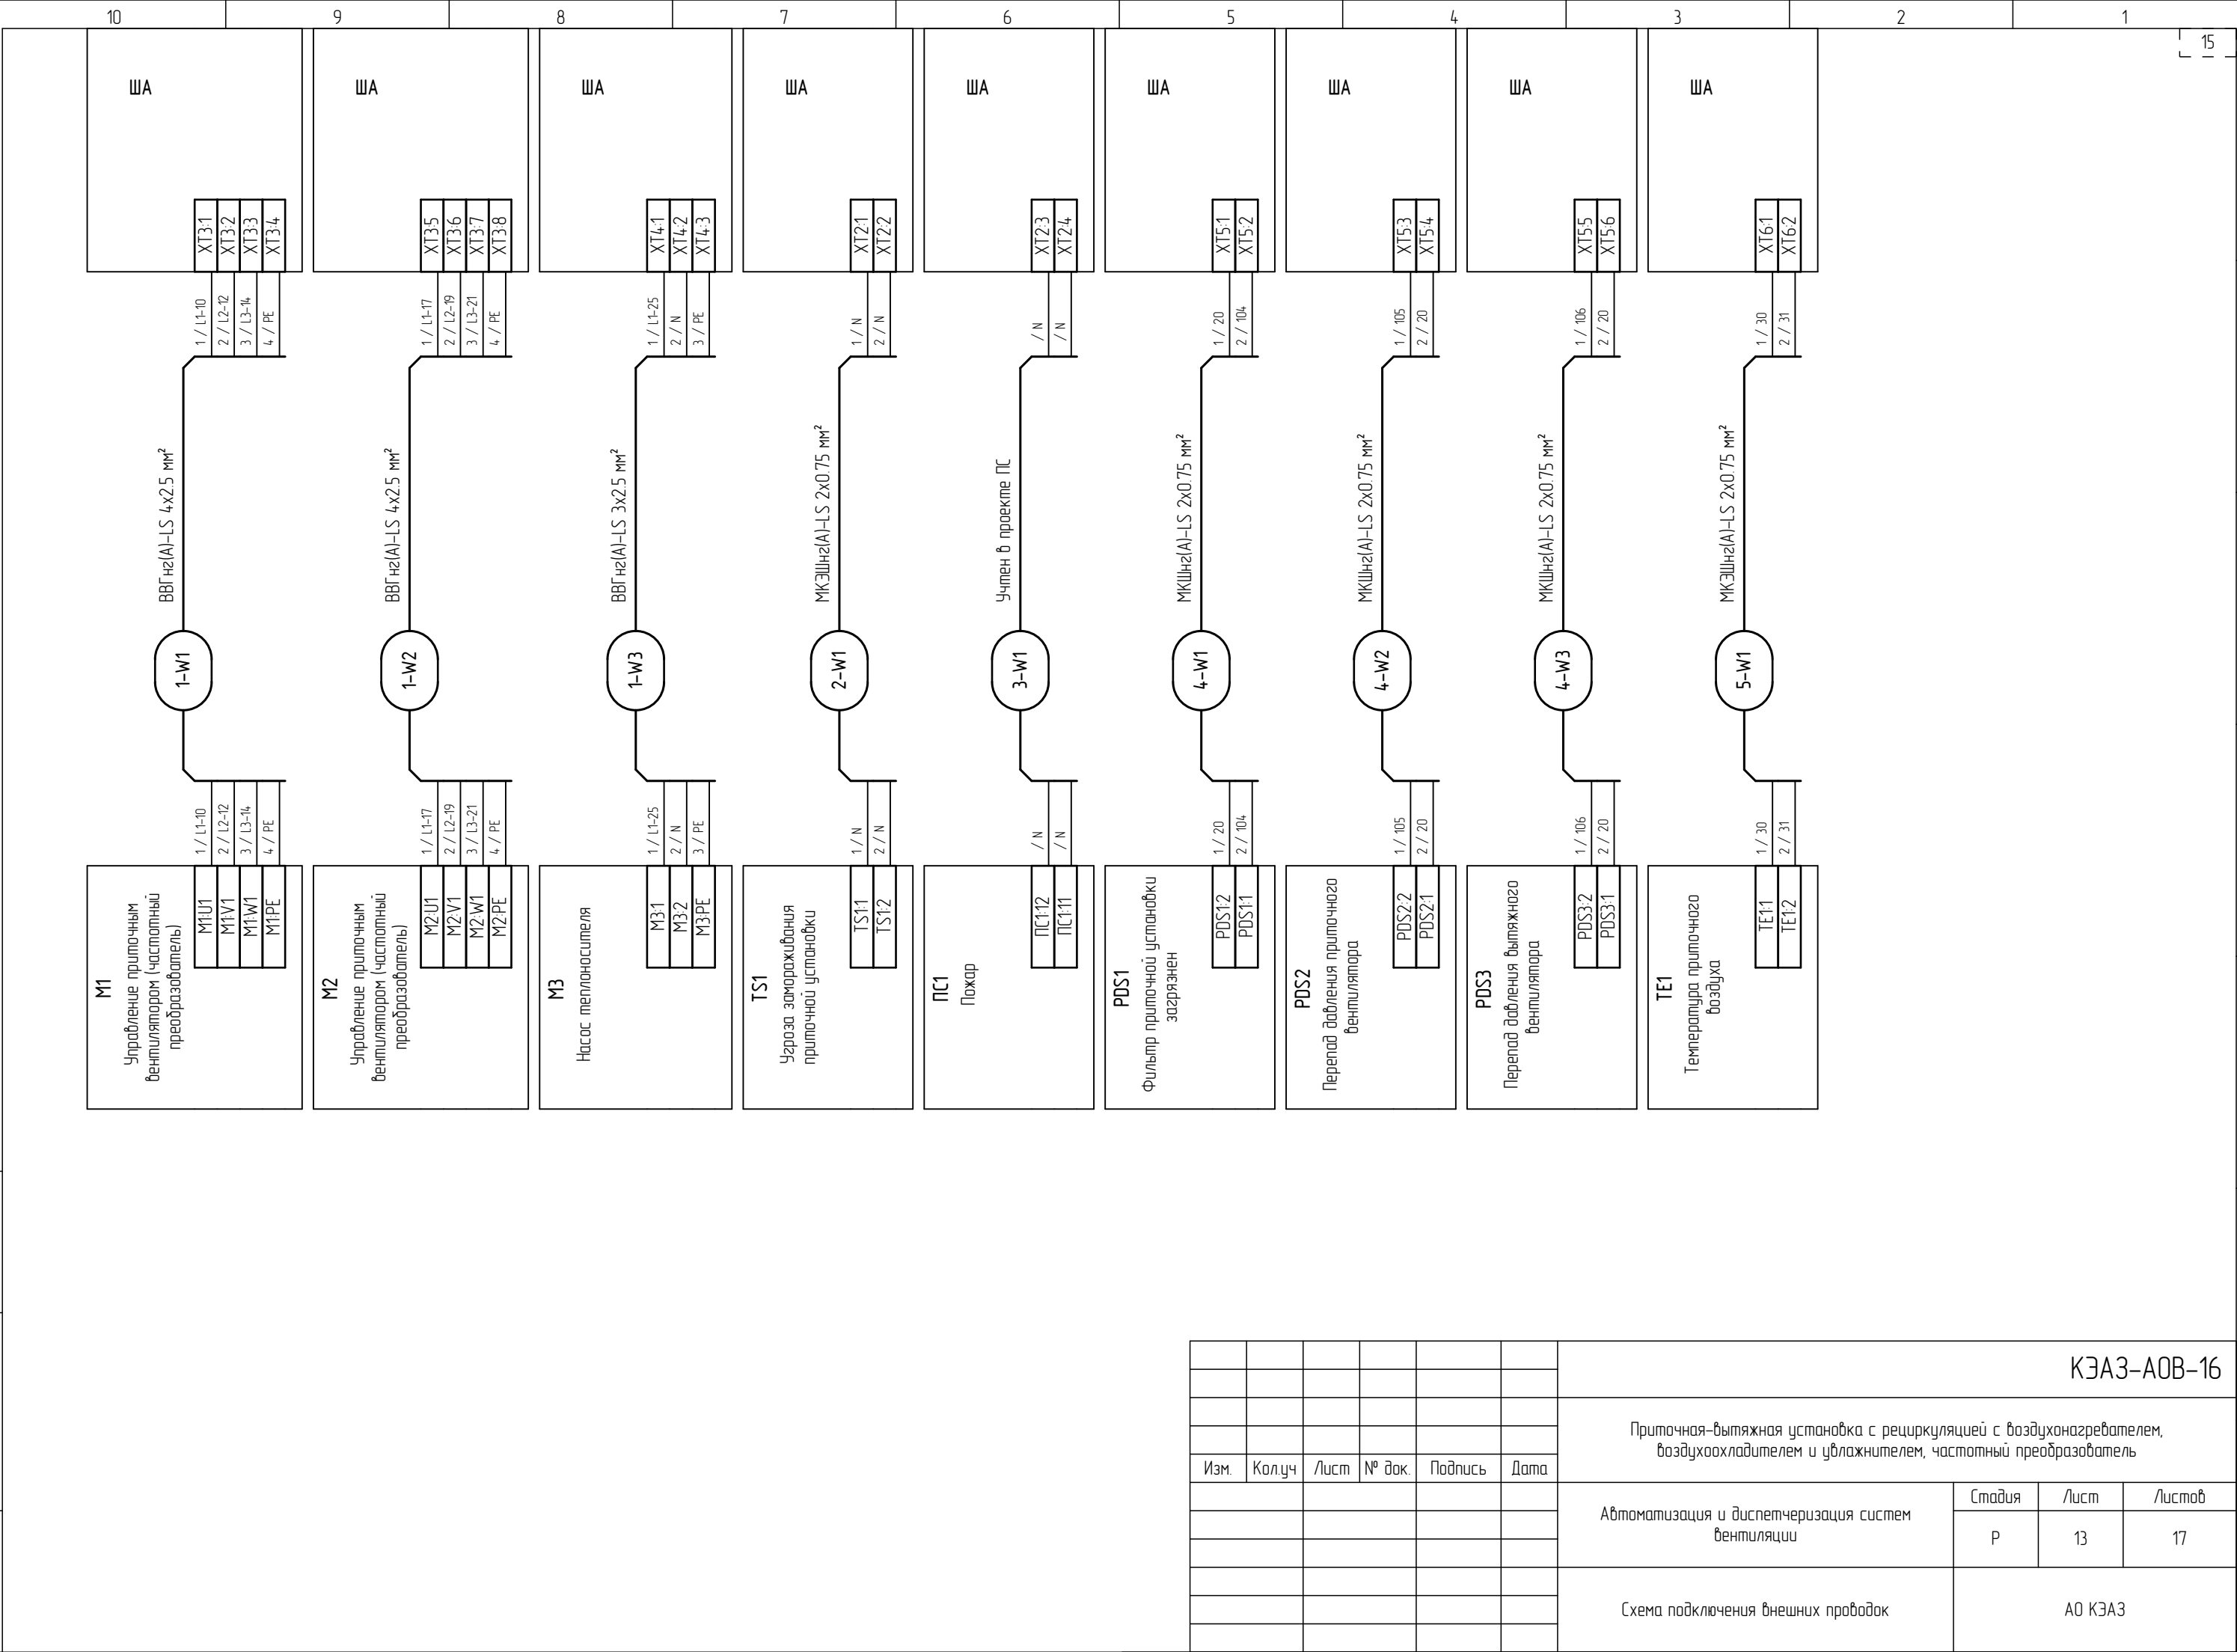 10 9 8 7 6 5 4 3 2 1
15
ША
XT3:1
XT3:2
XT3:3
XT3:4
1 / L1-10
2 / L2-12
3 / L3-14
4 / PE
ВВГнг(A)-LS 4x2.5 мм²
1-W1
1 / L1-10
2 / L2-12
3 / L3-14
4 / PE
M1:U1
M1:V1
M1:W1
M1:PE
M1
Управление приточным
вентилятором (частотный
преобразователь)
ША
XT3:5
XT3:6
XT3:7
XT3:8
1 / L1-17
2 / L2-19
3 / L3-21
4 / PE
ВВГнг(A)-LS 4x2.5 мм²
1-W2
1 / L1-17
2 / L2-19
3 / L3-21
4 / PE
M2:U1
M2:V1
M2:W1
M2:PE
M2
Управление приточным
вентилятором (частотный
преобразователь)
ША
XT4:1
XT4:2
XT4:3
1 / L1-25
2 / N
3 / PE
ВВГнг(A)-LS 3x2.5 мм²
1-W3
1 / L1-25
2 / N
3 / PE
M3:1
M3:2
M3:PE
M3
Насос теплоносителя
ША
XT2:1
XT2:2
1 / N
2 / N
МКЭШнг(A)-LS 2x0.75 мм²
2-W1
1 / N
2 / N
TS1:1
TS1:2
TS1
Угроза замораживания
приточной установки
ША
XT2:3
XT2:4
/ N
/ N
Учтен в проекте ПС
3-W1
/ N
/ N
ПС1:12
ПС1:11
ПС1
Пожар
ША
XT5:1
XT5:2
1 / 20
2 / 104
МКШнг(A)-LS 2x0.75 мм²
4-W1
1 / 20
2 / 104
PDS1:2
PDS1:1
PDS1
Фильтр приточной установки
загрязнен
ША
XT5:3
XT5:4
1 / 105
2 / 20
МКШнг(A)-LS 2x0.75 мм²
4-W2
1 / 105
2 / 20
PDS2:2
PDS2:1
PDS2
Перепад давления приточного
вентилятора
ША
XT5:5
XT5:6
1 / 106
2 / 20
МКШнг(A)-LS 2x0.75 мм²
4-W3
1 / 106
2 / 20
PDS3:2
PDS3:1
PDS3
Перепад давления вытяжного
вентилятора
ША
XT6:1
XT6:2
1 / 30
2 / 31
МКЭШнг(A)-LS 2x0.75 мм²
5-W1
1 / 30
2 / 31
TE1:1
TE1:2
TE1
Температура приточного
воздуха
КЭАЗ-АОВ-16
Приточная-вытяжная установка с рециркуляцией с воздухонагревателем,
воздухоохладителем и увлажнителем, частотный преобразователь
Изм. Кол.уч Лист № док. Подпись Дата
Автоматизация и диспетчеризация систем
вентиляции
Стадия Лист Листов
Р 13 17
Схема подключения внешних проводок
АО КЭАЗ